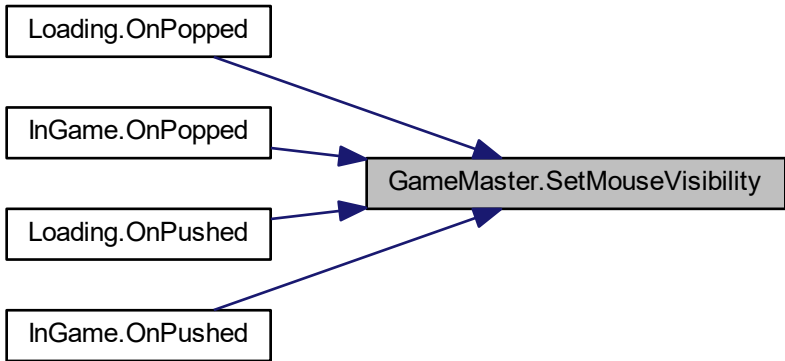 Loading.OnPopped
InGame.OnPopped
GameMaster.SetMouseVisibility
Loading.OnPushed
InGame.OnPushed